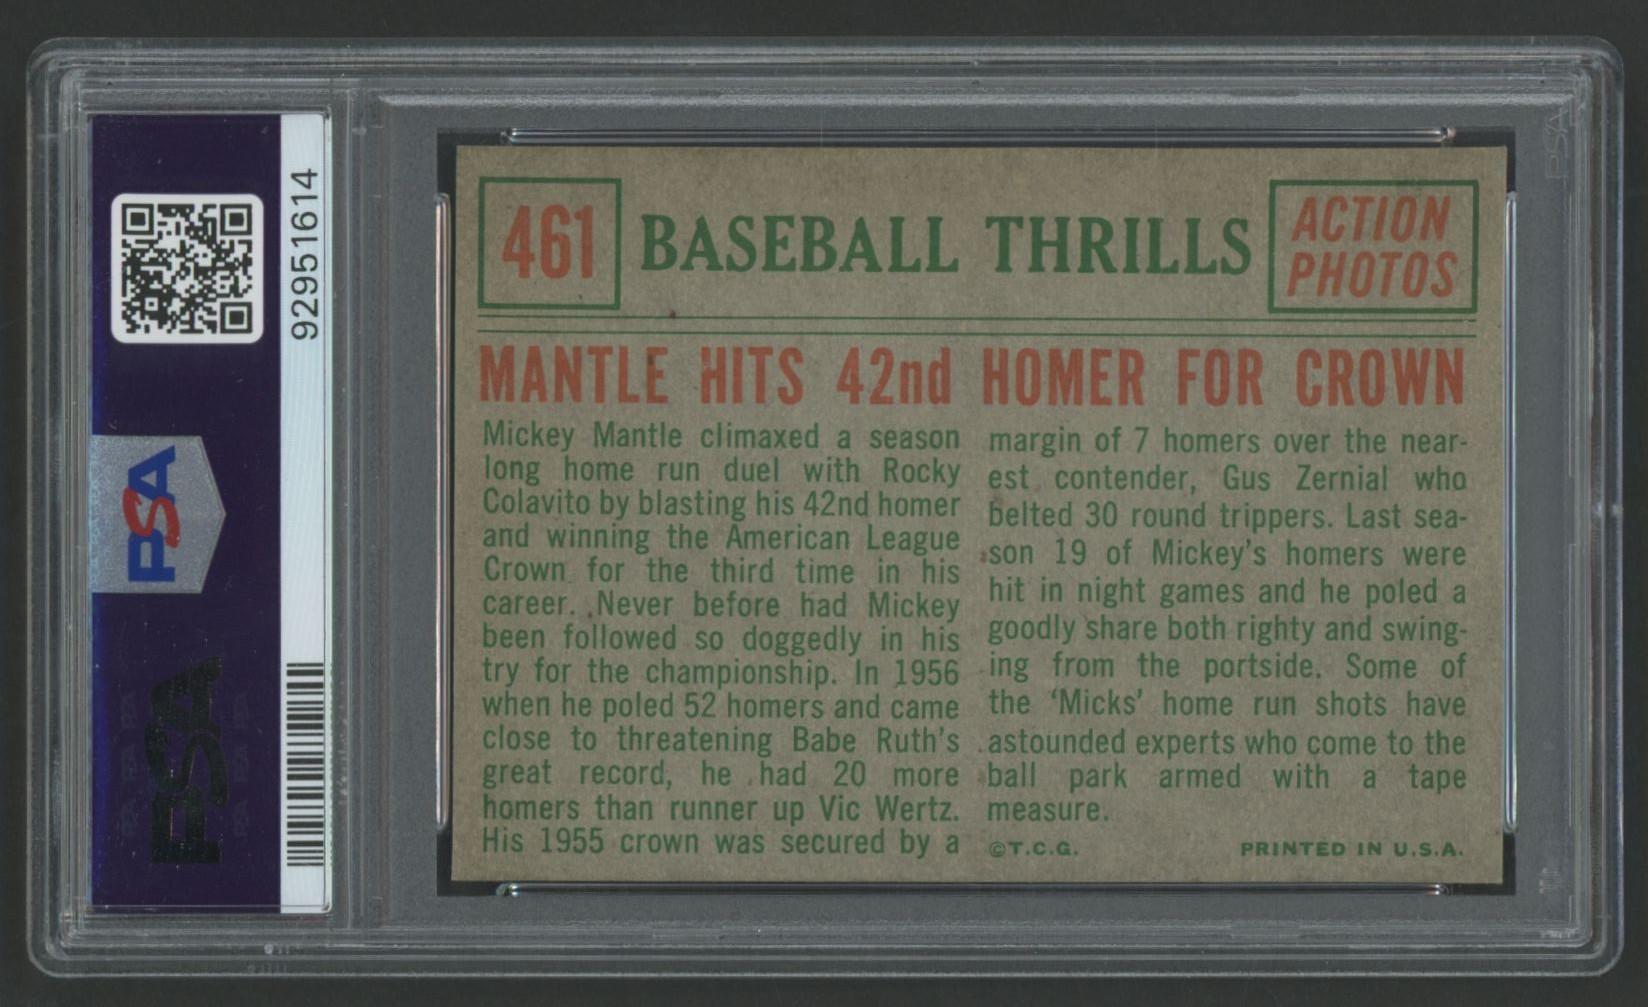 92951614
PSA
PSA
461
BASEBALL THRILLS
ACTION
PHOTOS
MANTLE HITS 42nd HOMER FOR CROWN
Mickey Mantle climaxed a season
long home run duel with Rocky
Colavito by blasting his 42nd homer
and winning the American League
Crown for the third time in his
career. Never before had Mickey
been followed so doggedly in his
try for the championship. In 1956
when he poled 52 homers and came
close to threatening Babe Ruth's
great record, he had 20 more
homers than runner up Vic Wertz.
His 1955 crown was secured by a
margin of 7 homers over the near-
est contender, Gus Zernial who
belted 30 round trippers. Last sea-
son 19 of Mickey's homers were
hit in night games and he poled a
goodly share both righty and swing-
ing from the portside. Some of
the 'Micks' home run shots have
astounded experts who come to the
ball park armed with a tape
measure.
©T.C.G.
PRINTED IN U.S.A.
PSA